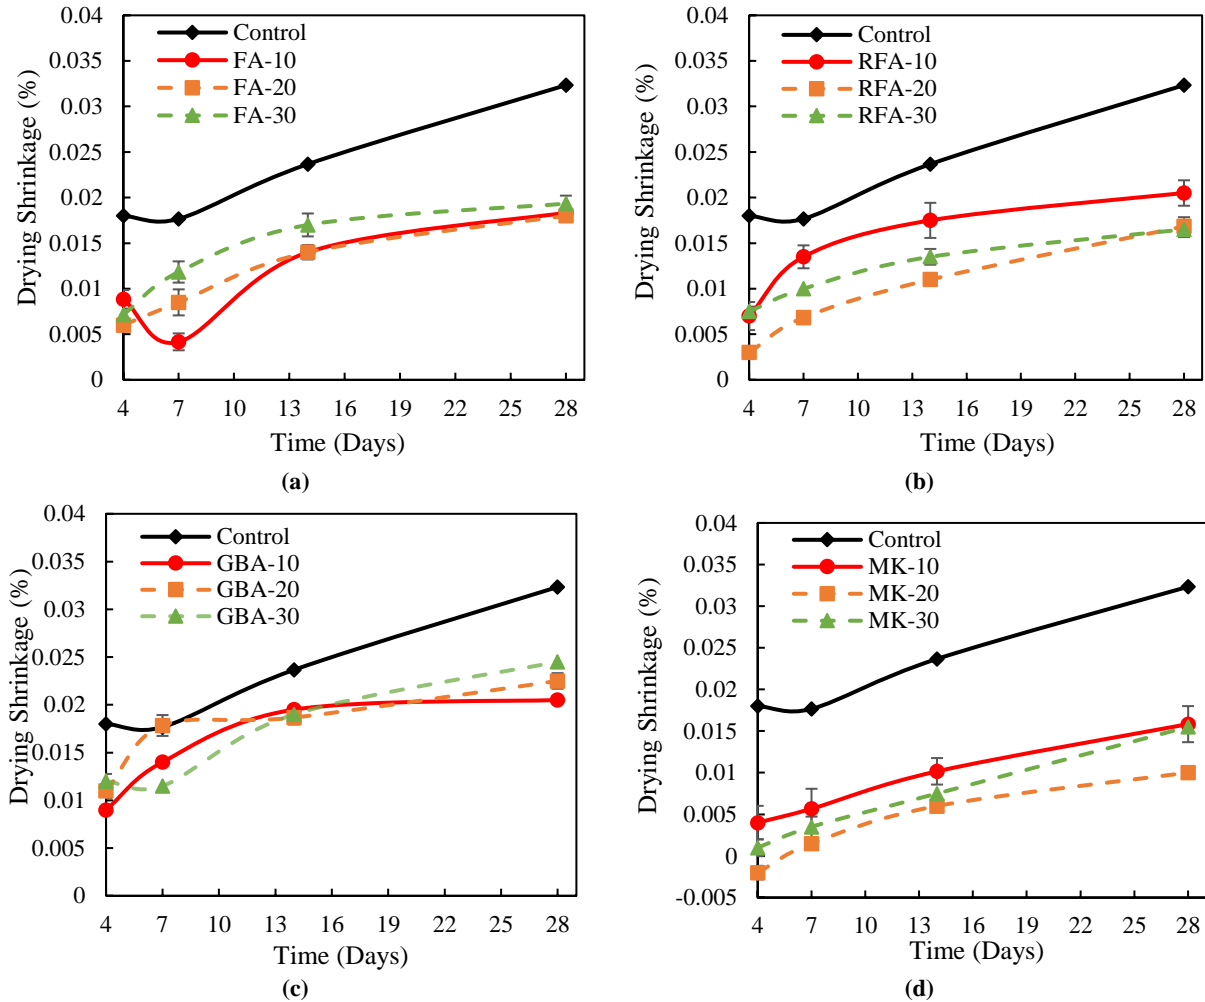 0.04
0.035
0.03
0.025
0.02
0.015
0.01
0.005
0
Drying Shrinkage (%)
Control
FA-10
FA-20
FA-30
4 7 10 13 16 19 22 25 28
Time (Days)
(a)
0.04
0.035
0.03
0.025
0.02
0.015
0.01
0.005
0
Drying Shrinkage (%)
Control
RFA-10
RFA-20
RFA-30
4 7 10 13 16 19 22 25 28
Time (Days)
(b)
0.04
0.035
0.03
0.025
0.02
0.015
0.01
0.005
0
Drying Shrinkage (%)
Control
GBA-10
GBA-20
GBA-30
4 7 10 13 16 19 22 25 28
Time (Days)
(c)
0.04
0.035
0.03
0.025
0.02
0.015
0.01
0.005
0
-0.005
Drying Shrinkage (%)
Control
MK-10
MK-20
MK-30
4 7 10 13 16 19 22 25 28
Time (Days)
(d)